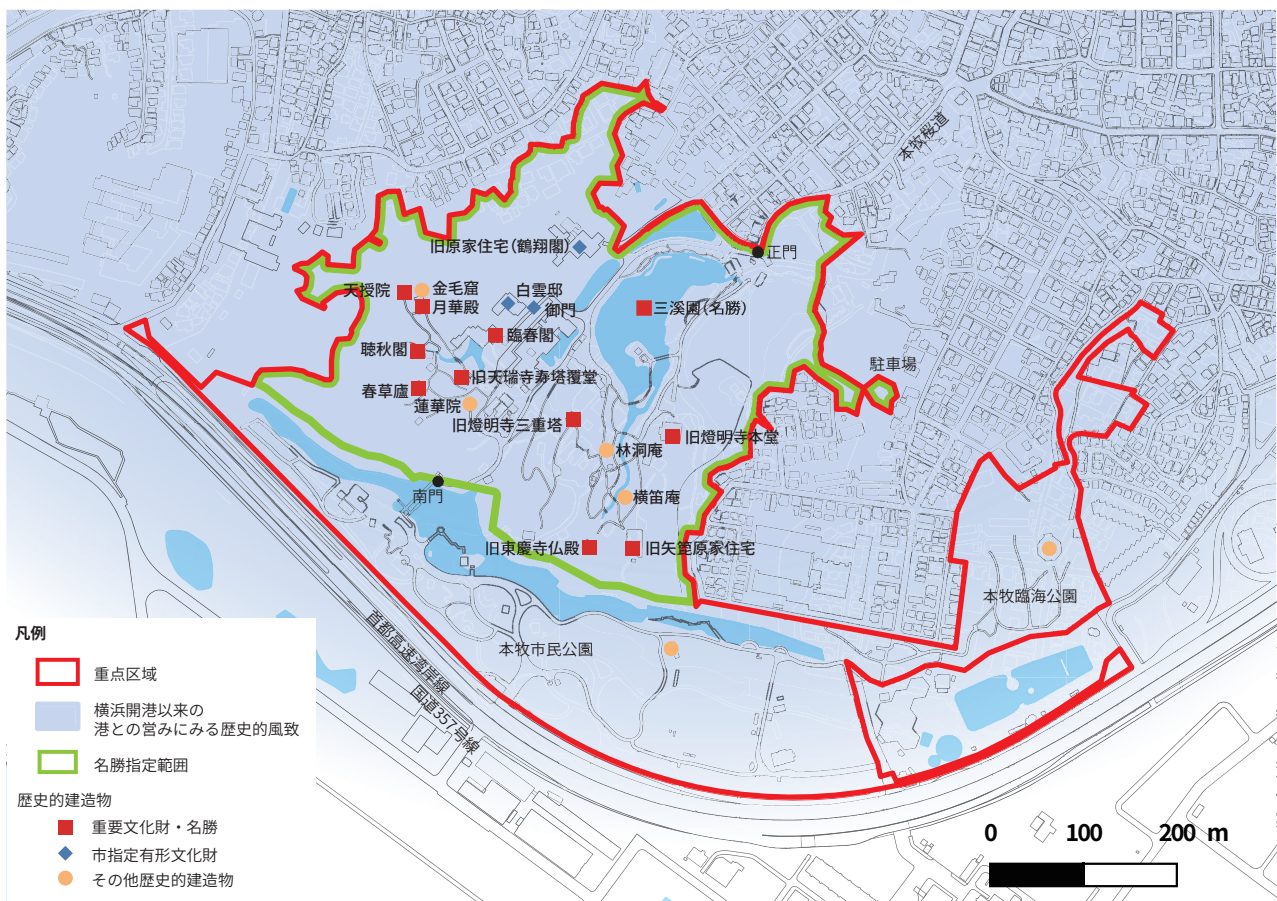 本牧桜道
旧原家住宅（鶴翔閣）
正門
天授院
金毛窟
月華殿
白雲邸
御門
三溪園（名勝）
臨春閣
聴秋閣
駐車場
旧天瑞寺寿塔覆堂
春草廬
蓮華院
旧燈明寺三重塔
旧燈明寺本堂
林洞庵
南門
横笛庵
旧東慶寺仏殿
旧矢箆原家住宅
本牧臨海公園
本牧市民公園
首都高速湾岸線
国道357号線
凡例
重点区域
横浜開港以来の
港との営みにみる歴史的風致
名勝指定範囲
歴史的建造物
重要文化財・名勝
市指定有形文化財
その他歴史的建造物
0 100 200 m